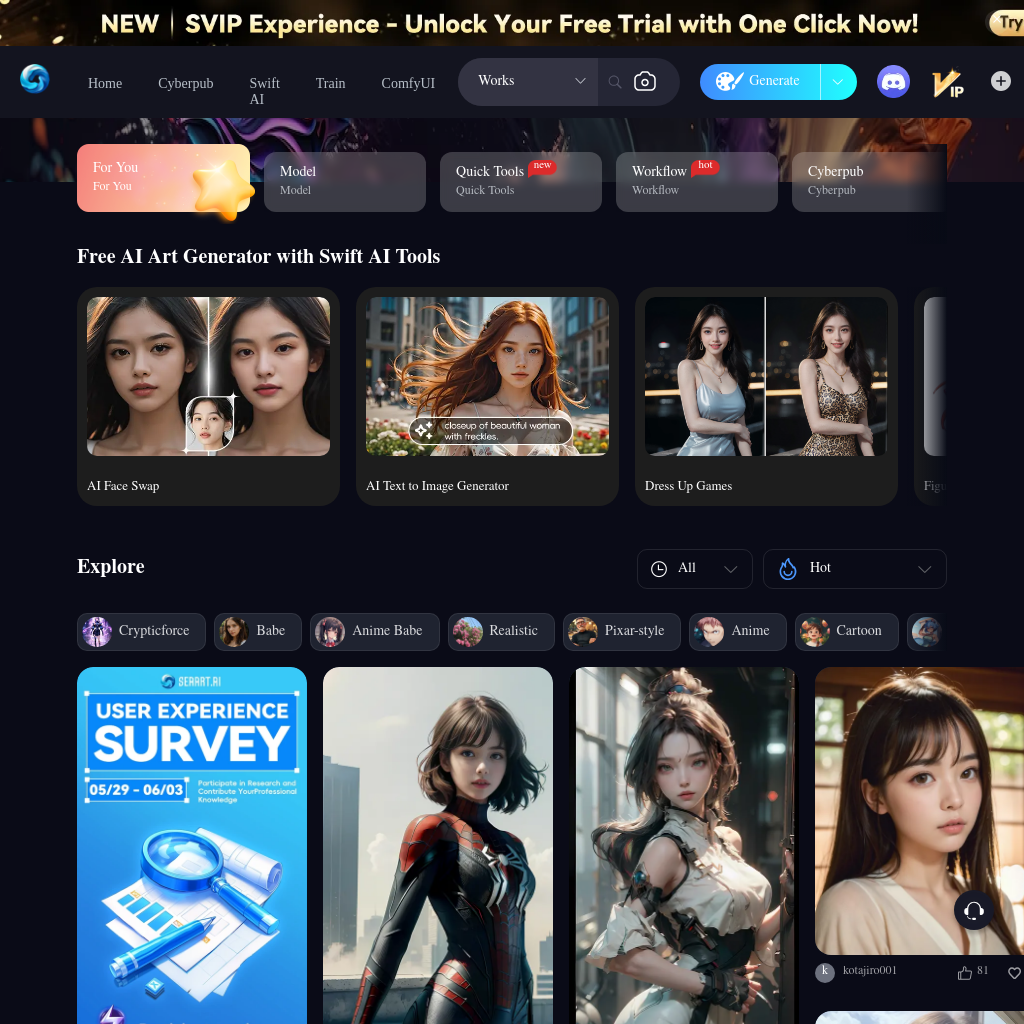 NEW | SVIP Experience - Unlock Your Free Trial with One Click Now!
Try
Home
Cyberpub
Swift
AI
Train
ComfyUI
Works
Generate
VIP
For You
For You
Model
Model
Quick Tools
new
Quick Tools
Workflow
hot
Workflow
Cyberpub
Cyberpub
Free AI Art Generator with Swift AI Tools
closeup of beautiful woman
with freckles.
AI Face Swap
AI Text to Image Generator
Dress Up Games
Explore
All
Hot
Crypticforce
Babe
Anime Babe
Realistic
Pixar-style
Anime
Cartoon
SEAART.AI
USER EXPERIENCE
SURVEY
05/29 - 06/03
Participate in Research and
Contribute YourProfessional
Knowledge
k
kotajiro001
81